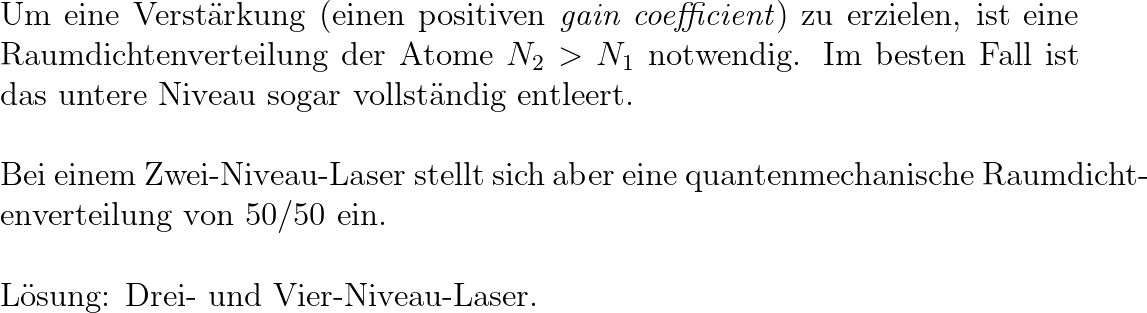 Um eine Verstärkung (einen positiven gain coefficient) zu erzielen, ist eine
Raumdichtenverteilung der Atome N₂ > N₁ notwendig. Im besten Fall ist
das untere Niveau sogar vollständig entleert.
Bei einem Zwei-Niveau-Laser stellt sich aber eine quantenmechanische Raumdicht-
enverteilung von 50/50 ein.
Lösung: Drei- und Vier-Niveau-Laser.